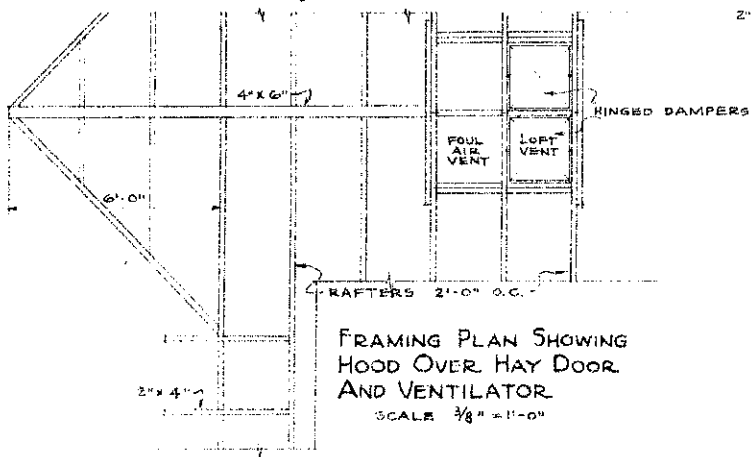 2"
4" X 6"
HINGED DAMPERS
FOUL
AIR
VENT
LOFT
VENT
6'-0"
RAFTERS 2'-0" O.C.
FRAMING PLAN SHOWING
HOOD OVER HAY DOOR
AND VENTILATOR
2" X 4"
SCALE 3/8" = 1'-0"